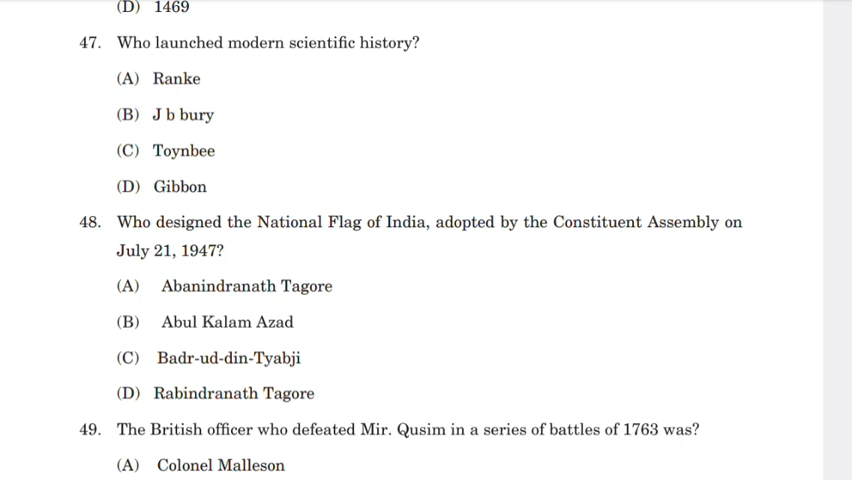 (D) 1469
47. Who launched modern scientific history?
(A) Ranke
(B) J b bury
(C) Toynbee
(D) Gibbon
48. Who designed the National Flag of India, adopted by the Constituent Assembly on
July 21, 1947?
(A) Abanindranath Tagore
(B) Abul Kalam Azad
(C) Badr-ud-din-Tyabji
(D) Rabindranath Tagore
49. The British officer who defeated Mir. Qusim in a series of battles of 1763 was?
(A) Colonel Malleson